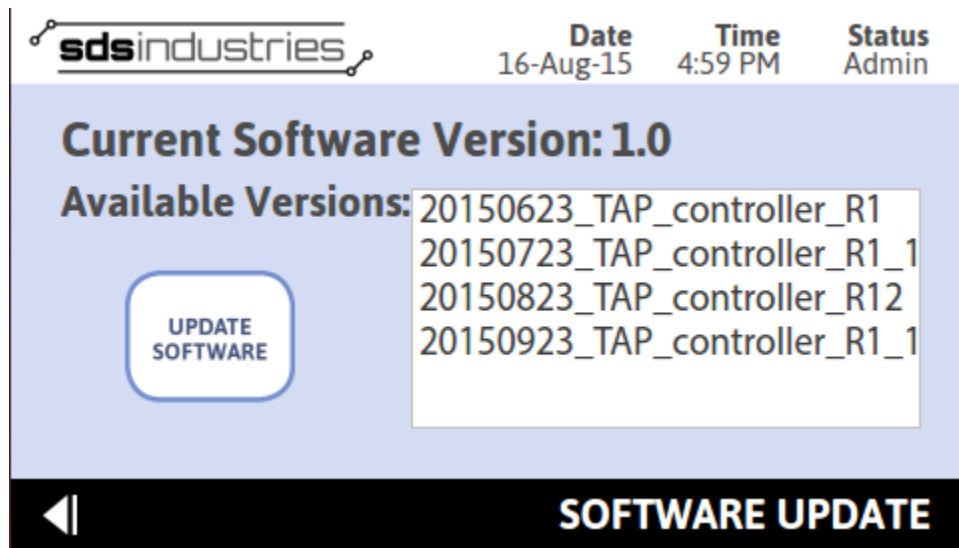 sdsindustries
Date Time Status
16-Aug-15 4:59 PM Admin
Current Software Version: 1.0
Available Versions:
20150623_TAP_controller_R1
20150723_TAP_controller_R1_1
20150823_TAP_controller_R12
20150923_TAP_controller_R1_1
UPDATE
SOFTWARE
SOFTWARE UPDATE